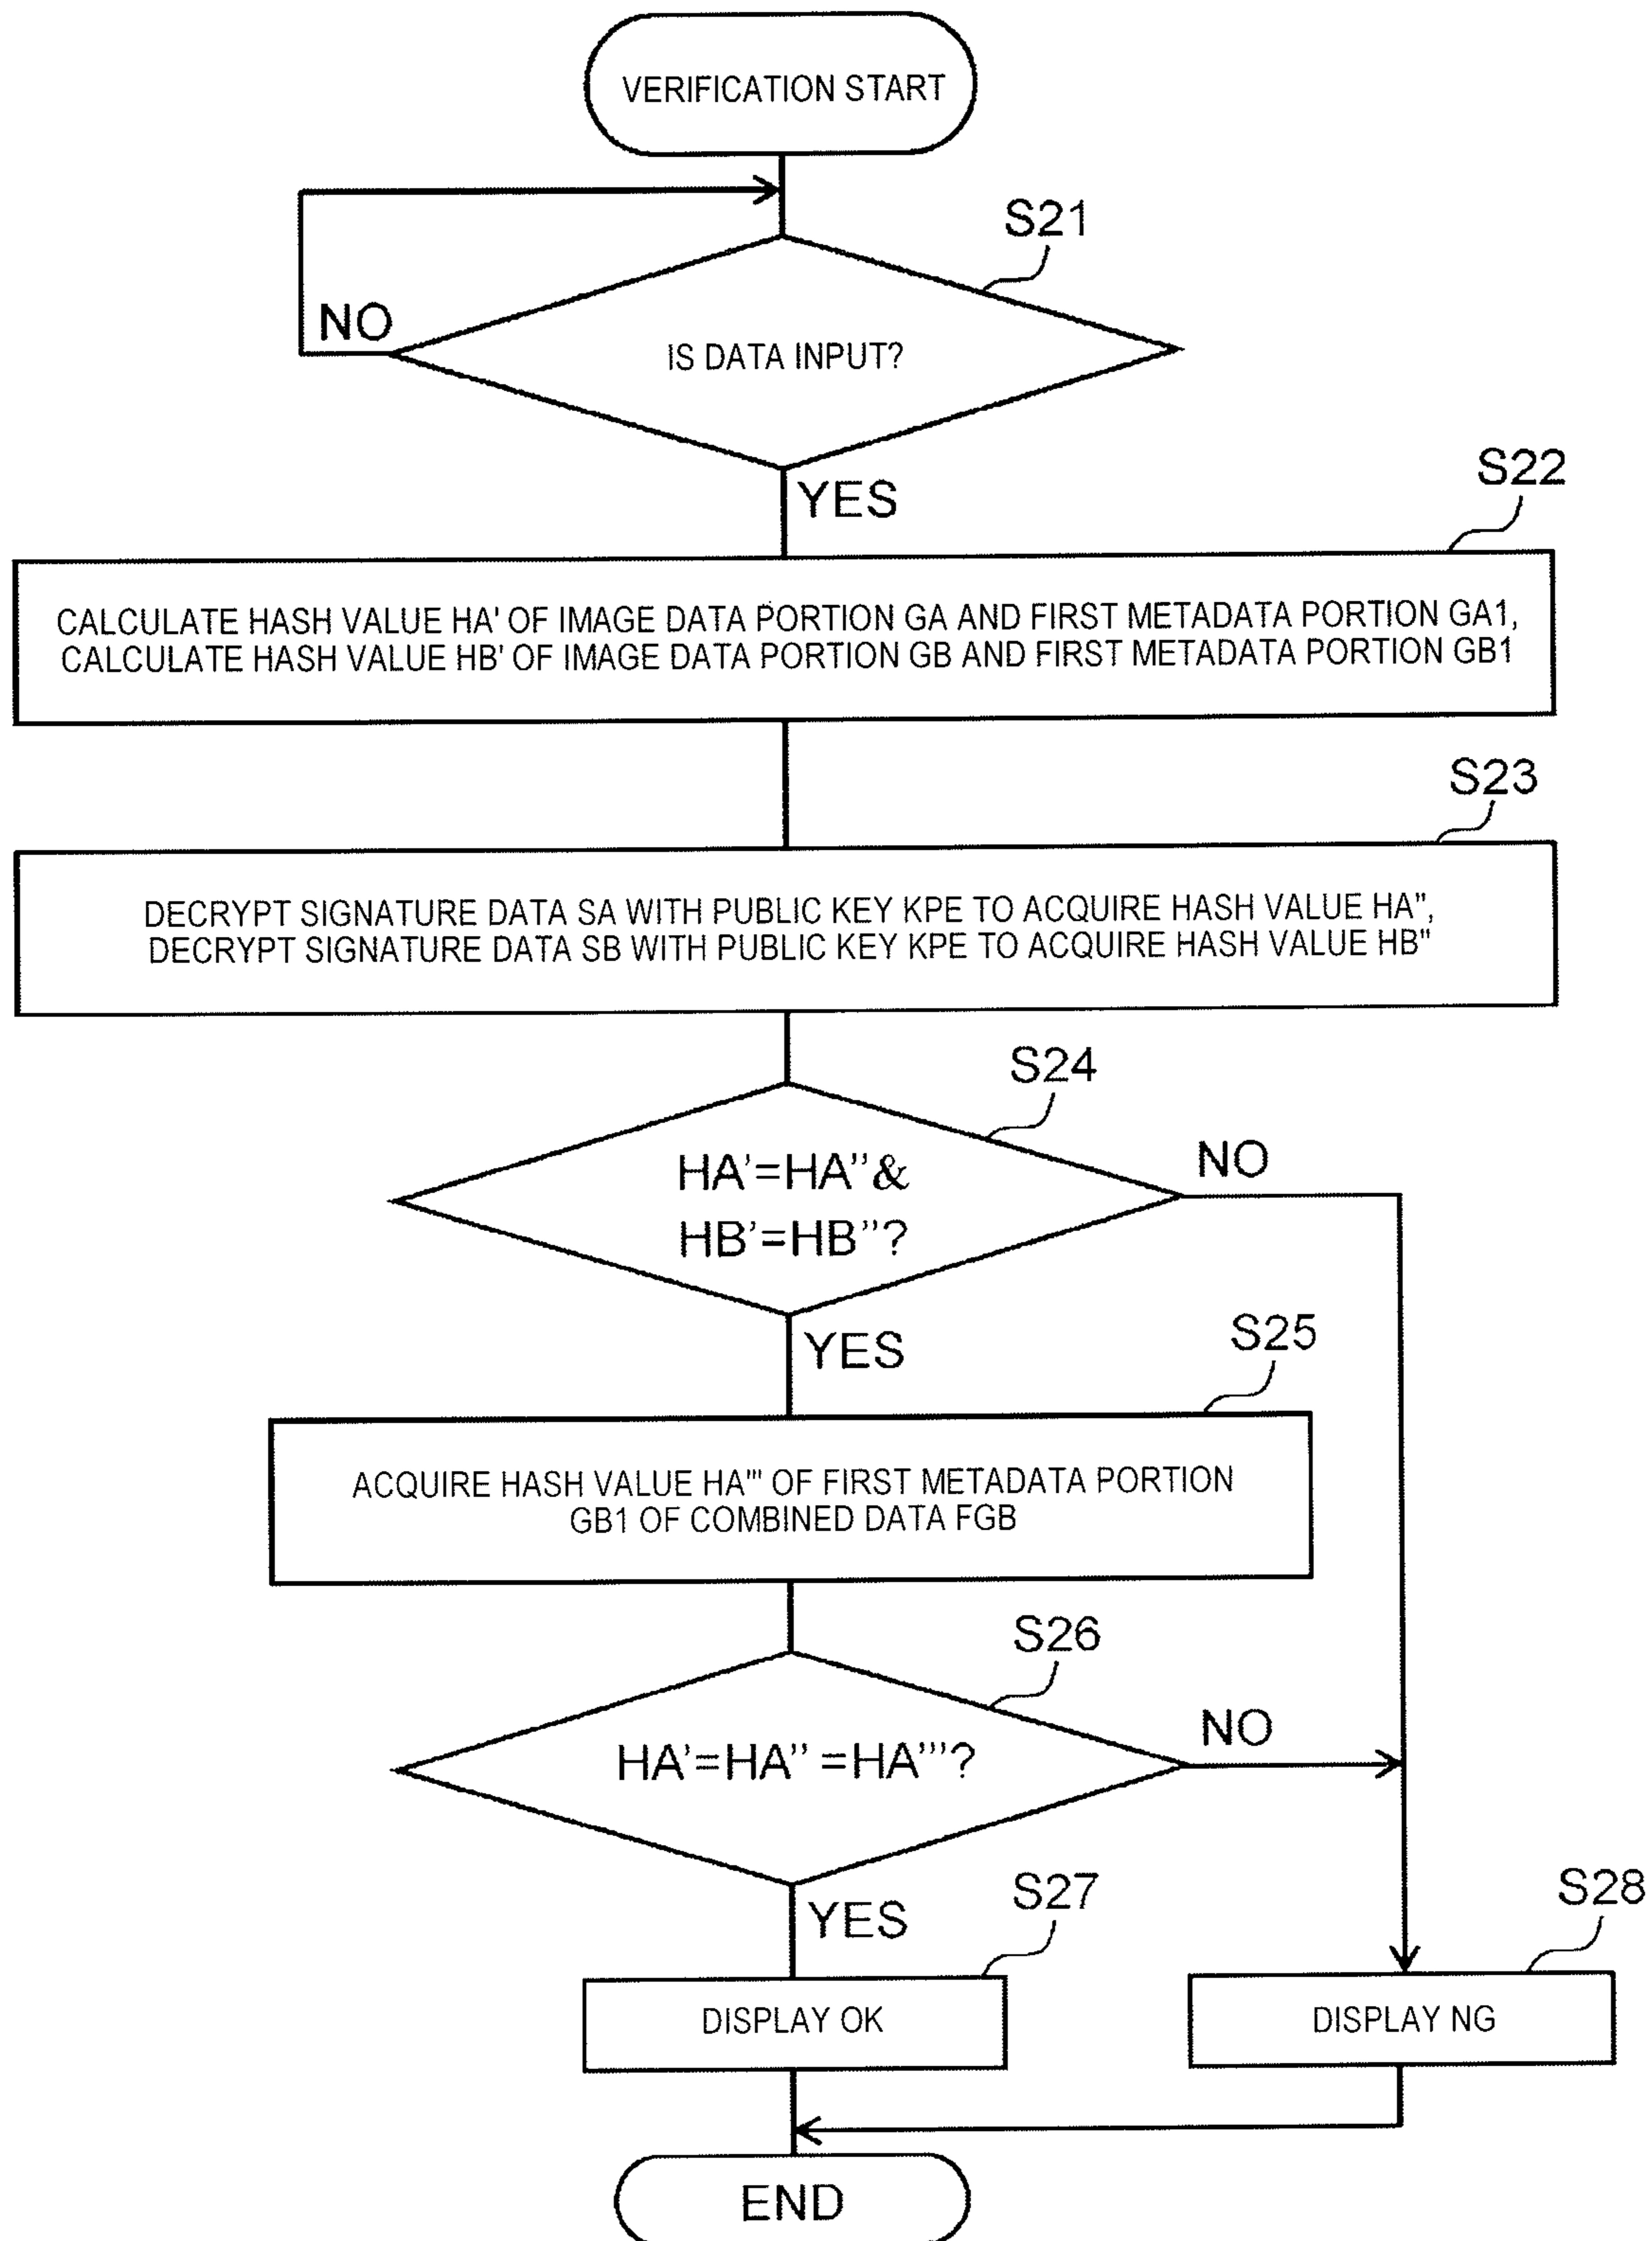 VERIFICATION START
S21
NO
IS DATA INPUT?
YES
S22
CALCULATE HASH VALUE HA' OF IMAGE DATA PORTION GA AND FIRST METADATA PORTION GA1,
CALCULATE HASH VALUE HB' OF IMAGE DATA PORTION GB AND FIRST METADATA PORTION GB1
S23
DECRYPT SIGNATURE DATA SA WITH PUBLIC KEY KPE TO ACQUIRE HASH VALUE HA",
DECRYPT SIGNATURE DATA SB WITH PUBLIC KEY KPE TO ACQUIRE HASH VALUE HB"
S24
HA'=HA''&
HB'=HB''?
NO
YES
S25
ACQUIRE HASH VALUE HA''' OF FIRST METADATA PORTION
GB1 OF COMBINED DATA FGB
S26
HA'=HA'' =HA'''?
NO
YES
S27
DISPLAY OK
S28
DISPLAY NG
END